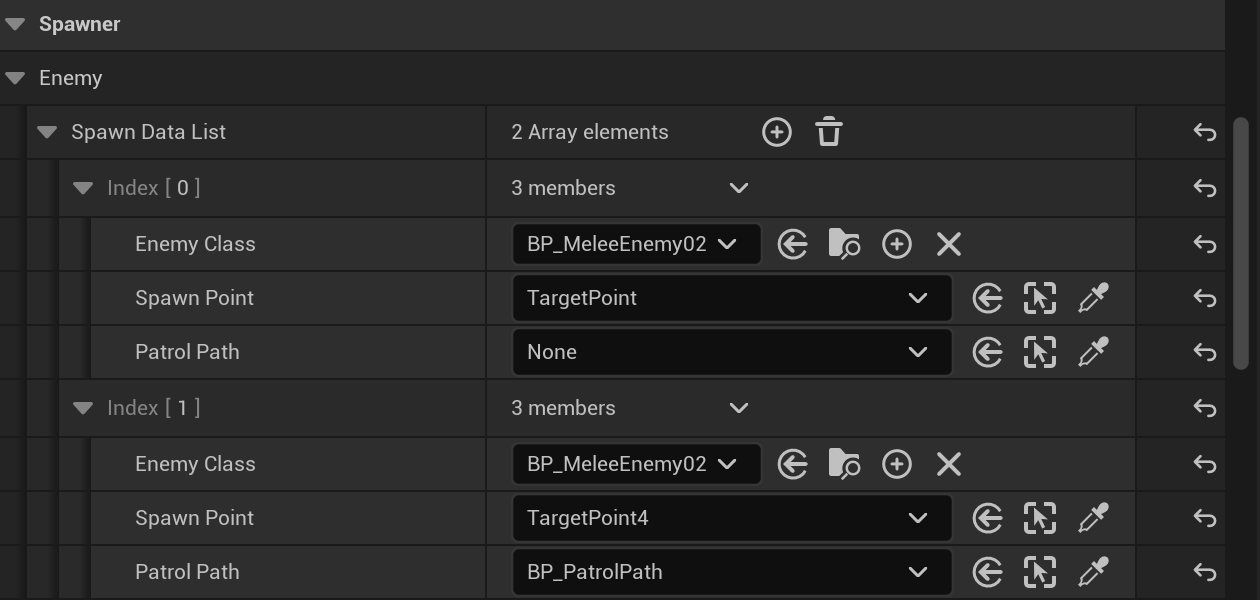 Spawner
Enemy
Spawn Data List 2 Array elements
Index [ 0 ] 3 members
Enemy Class BP_MeleeEnemy02
Spawn Point TargetPoint
Patrol Path None
Index [ 1 ] 3 members
Enemy Class BP_MeleeEnemy02
Spawn Point TargetPoint4
Patrol Path BP_PatrolPath